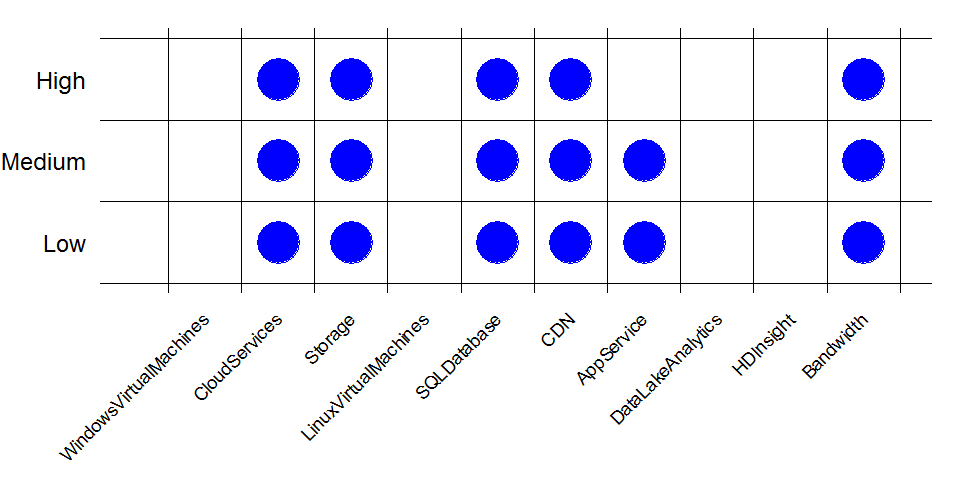 High
Medium
Low
WindowsVirtualMachines
CloudServices
Storage
LinuxVirtualMachines
SQLDatabase
CDN
AppService
DataLakeAnalytics
HDInsight
Bandwidth